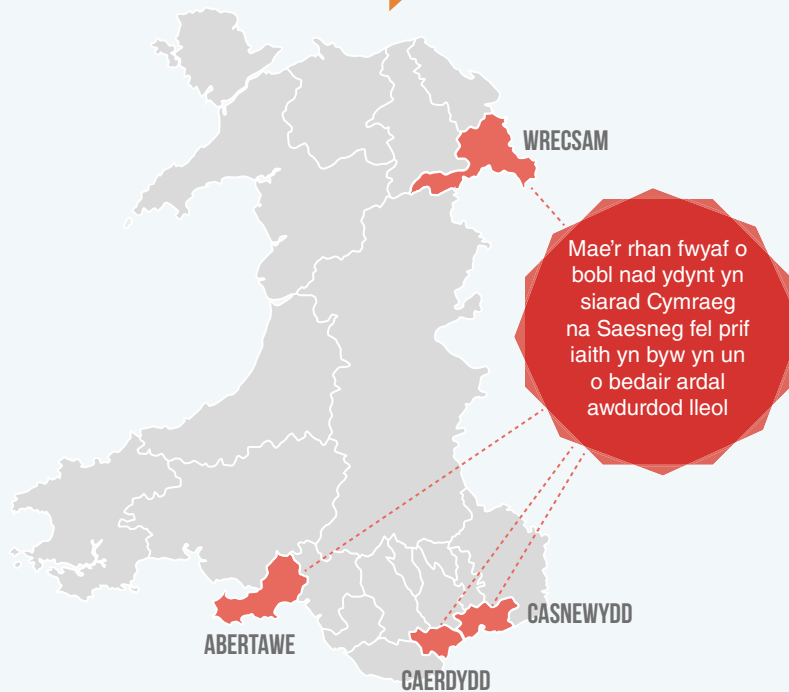 WRECSAM
Mae'r rhan fwyaf o
bobl nad ydynt yn
siarad Cymraeg
na Saesneg fel prif
iaith yn byw yn un
o bedair ardal
awdurdod lleol
CASNEWYDD
ABERTAWE
CAERDYDD